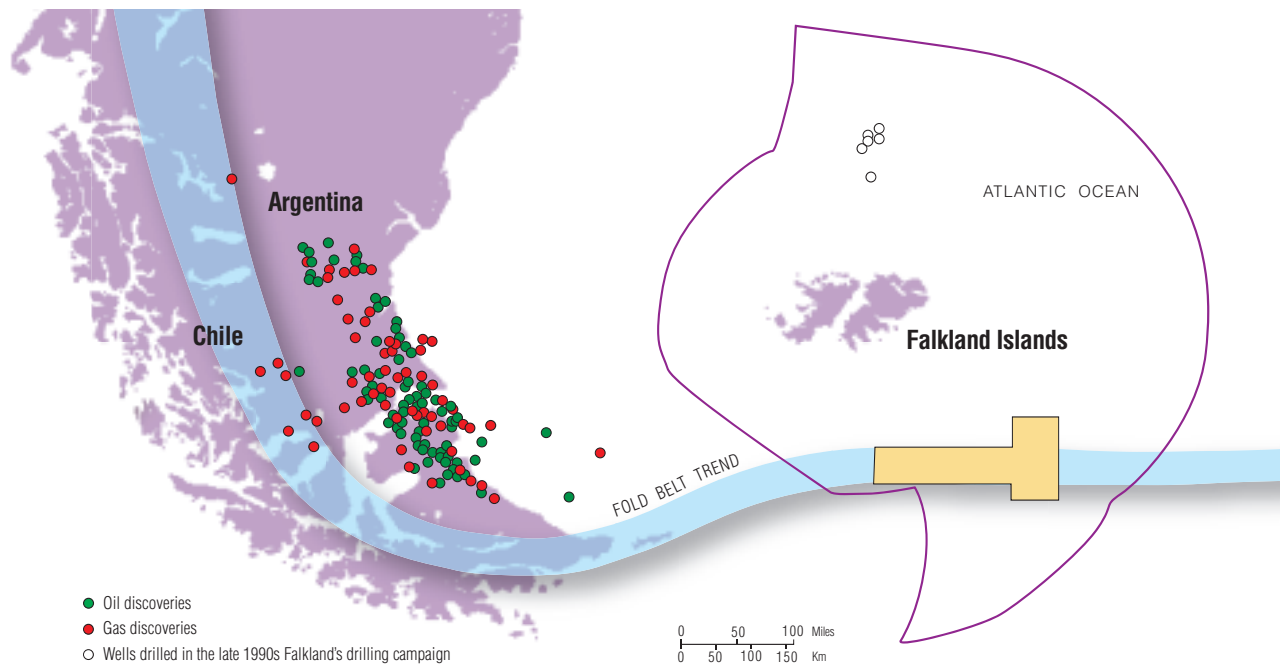 Argentina
ATLANTIC OCEAN
Chile
Falkland Islands
FOLD BELT TREND
Oil discoveries
Gas discoveries
Wells drilled in the late 1990s Falkland's drilling campaign
0 50 100 Miles
0 50 100 150 Km